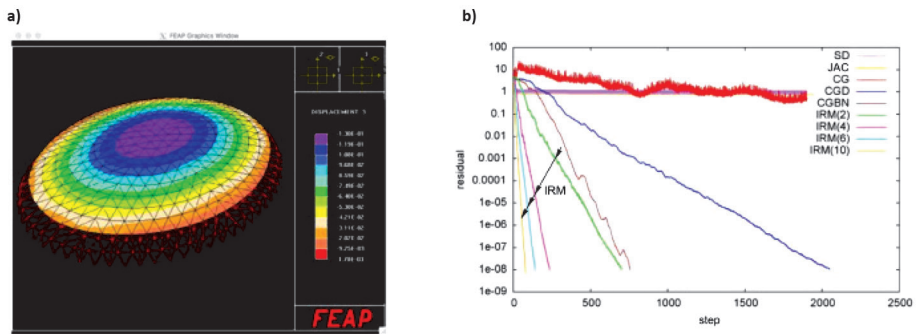 a)
FEAP Graphics Window
DISPLACEMENT 3
1.30E-01
1.19E-01
1.08E-01
9.68E-02
8.59E-02
7.49E-02
6.40E-02
5.30E-02
4.21E-02
3.11E-02
2.02E-02
9.25E-03
FEAP
b)
100
10
1
0.1
0.01
0.001
0.0001
1e-05
1e-06
1e-07
1e-08
1e-09
residual
0
500
1000
1500
2000
2500
step
SD
JAC
CG
CGD
CGBN
IRM(2)
IRM(4)
IRM(6)
IRM(10)
IRM